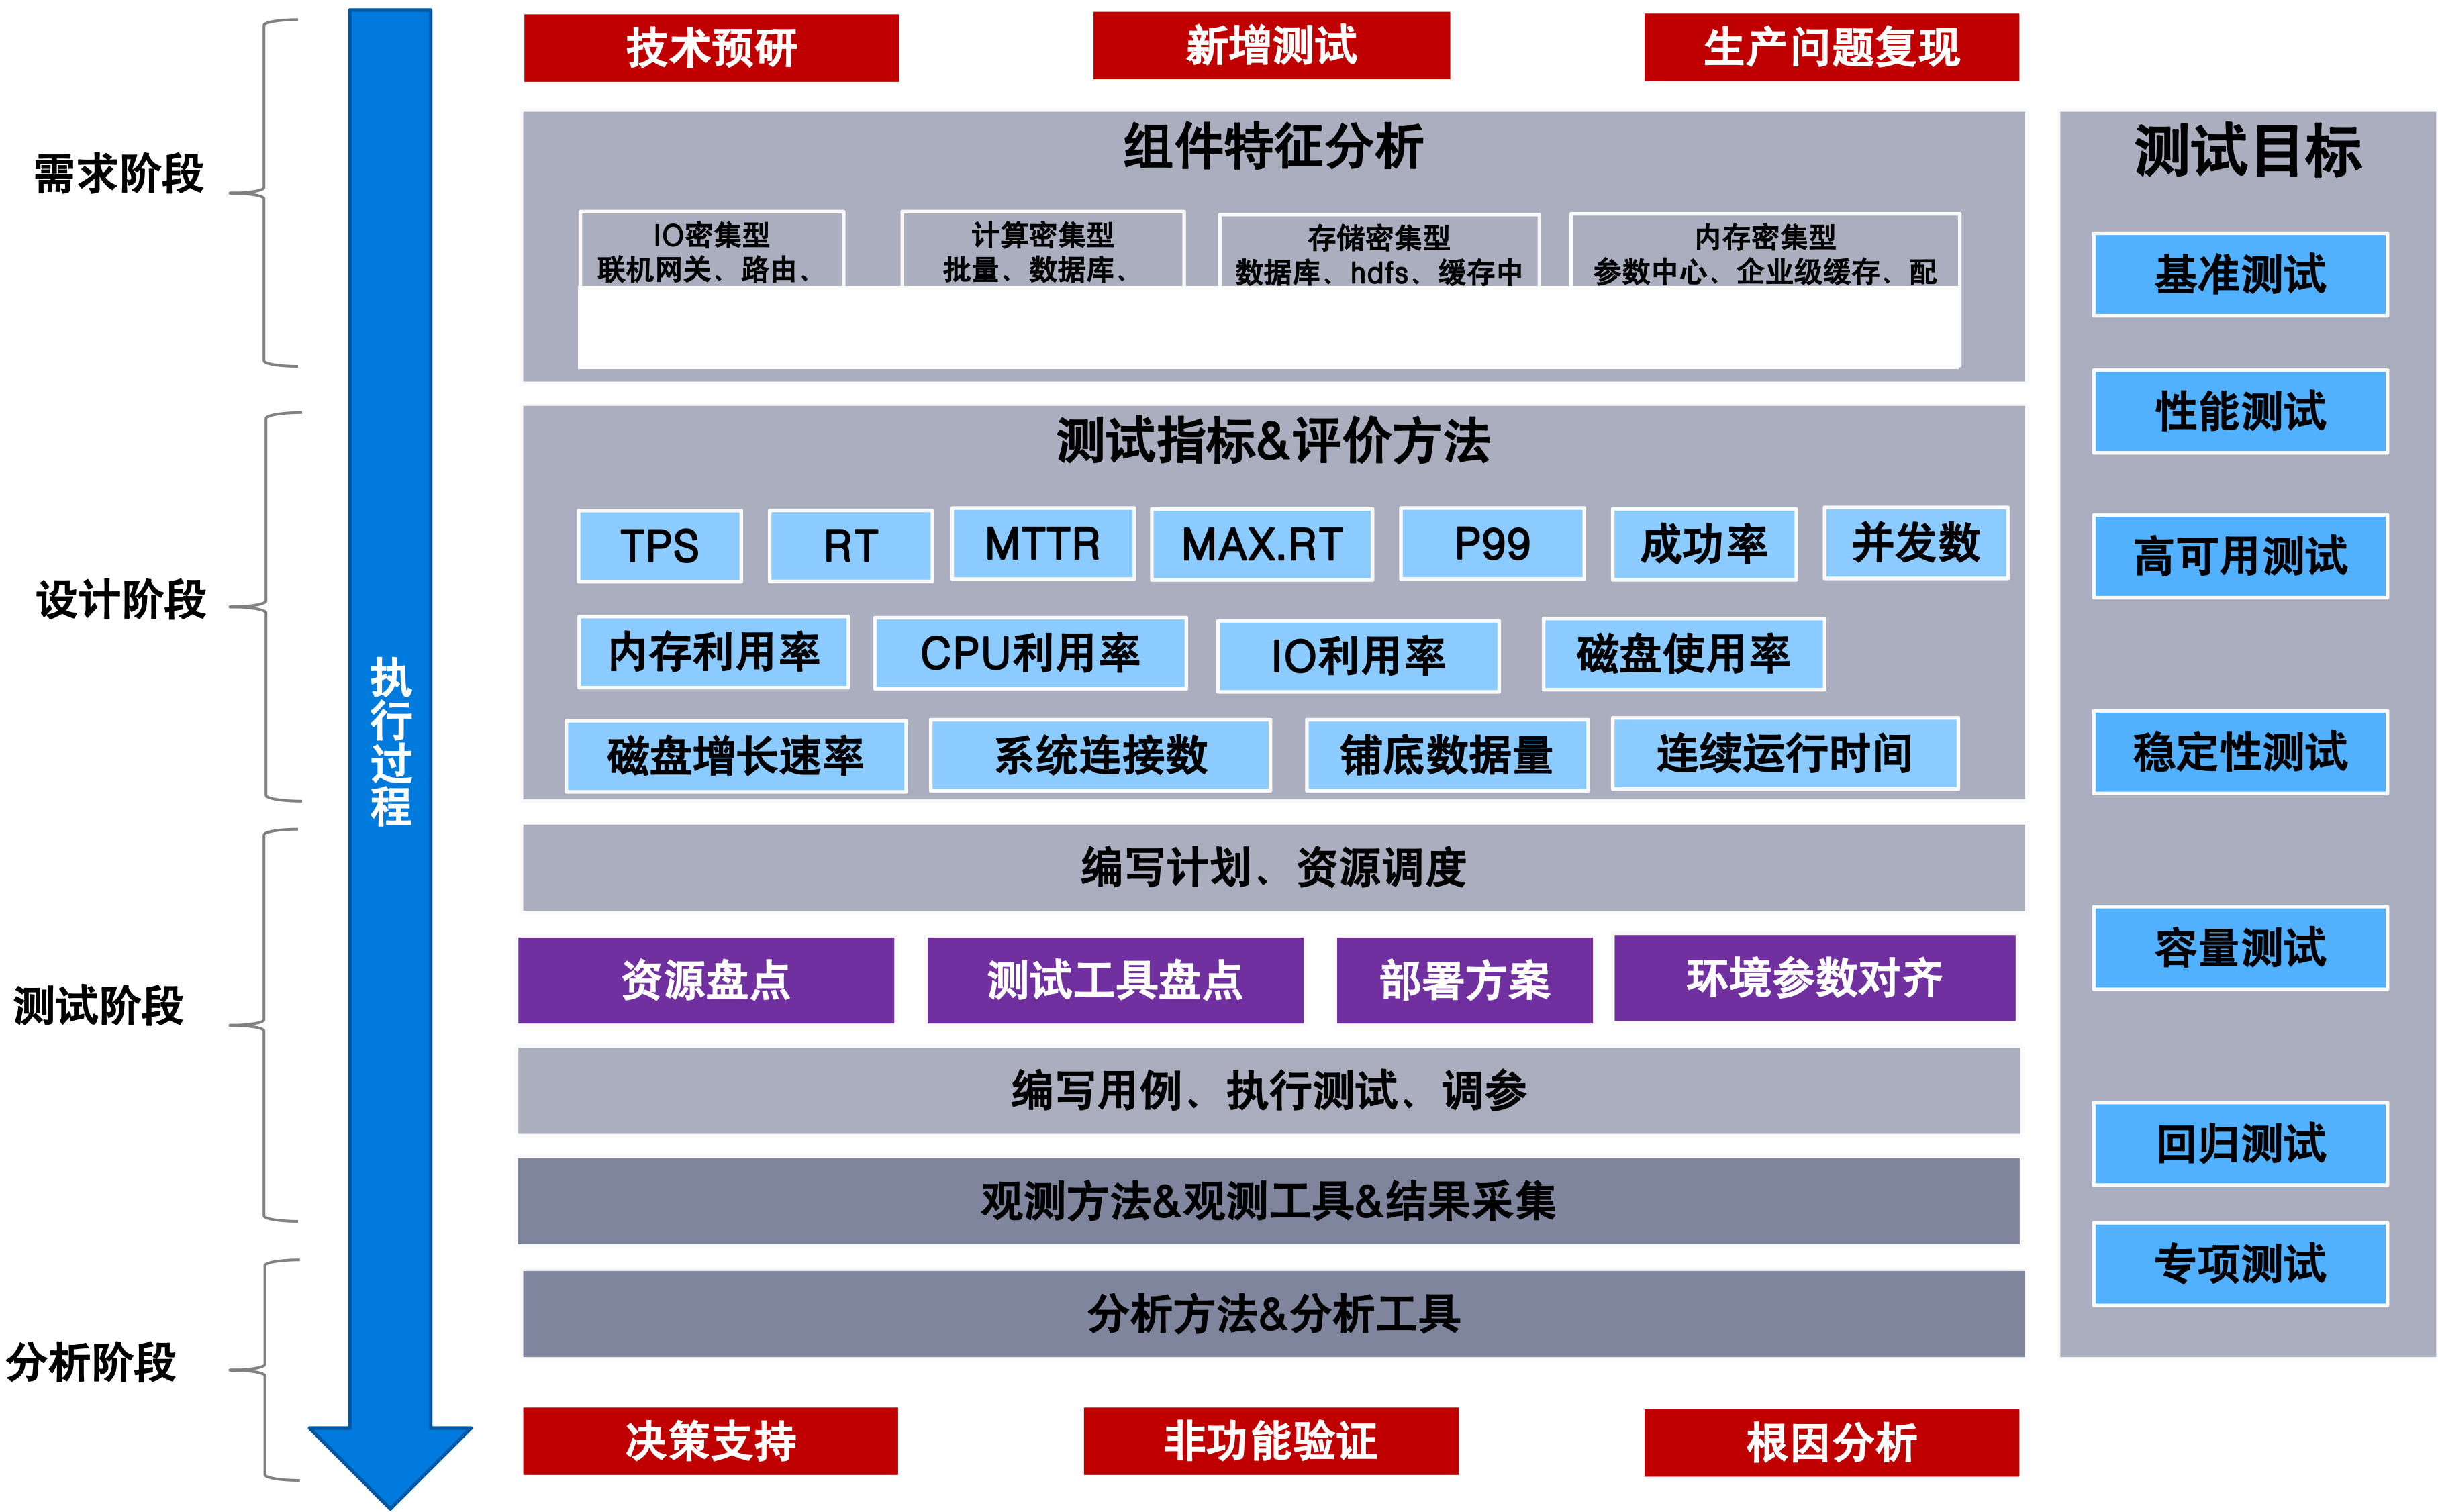 技术预研
新增测试
生产问题复现
需求阶段
组件特征分析
IO密集型
联机网关、路由、
计算密集型
批量、数据库、
存储密集型
数据库、hdfs、缓存中
内存密集型
参数中心、企业级缓存、配
设计阶段
测试指标&评价方法
TPS
RT
MTTR
MAX.RT
P99
成功率
并发数
内存利用率
CPU利用率
IO利用率
磁盘使用率
磁盘增长速率
系统连接数
铺底数据量
连续运行时间
执行过程
测试阶段
编写计划、资源调度
资源盘点
测试工具盘点
部署方案
环境参数对齐
编写用例、执行测试、调参
观测方法&观测工具&结果采集
分析阶段
分析方法&分析工具
决策支持
非功能验证
根因分析
测试目标
基准测试
性能测试
高可用测试
稳定性测试
容量测试
回归测试
专项测试